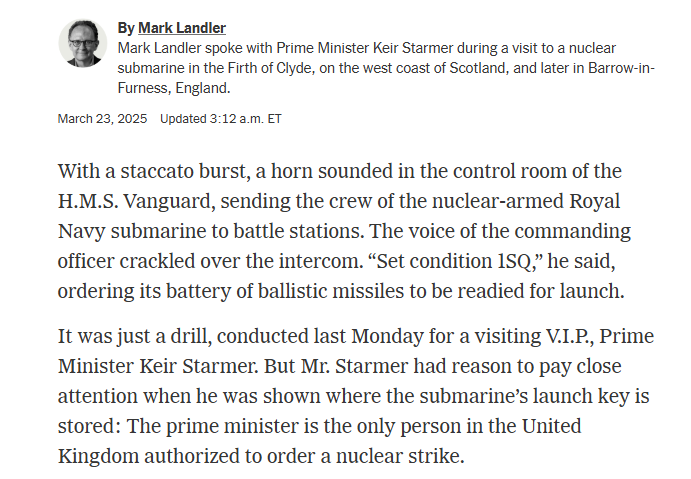 By Mark Landler
Mark Landler spoke with Prime Minister Keir Starmer during a visit to a nuclear
submarine in the Firth of Clyde, on the west coast of Scotland, and later in Barrow-in-
Furness, England.
March 23, 2025 Updated 3:12 a.m. ET
With a staccato burst, a horn sounded in the control room of the
H.M.S. Vanguard, sending the crew of the nuclear-armed Royal
Navy submarine to battle stations. The voice of the commanding
officer crackled over the intercom. “Set condition 1SQ,” he said,
ordering its battery of ballistic missiles to be readied for launch.
It was just a drill, conducted last Monday for a visiting V.I.P., Prime
Minister Keir Starmer. But Mr. Starmer had reason to pay close
attention when he was shown where the submarine’s launch key is
stored: The prime minister is the only person in the United
Kingdom authorized to order a nuclear strike.